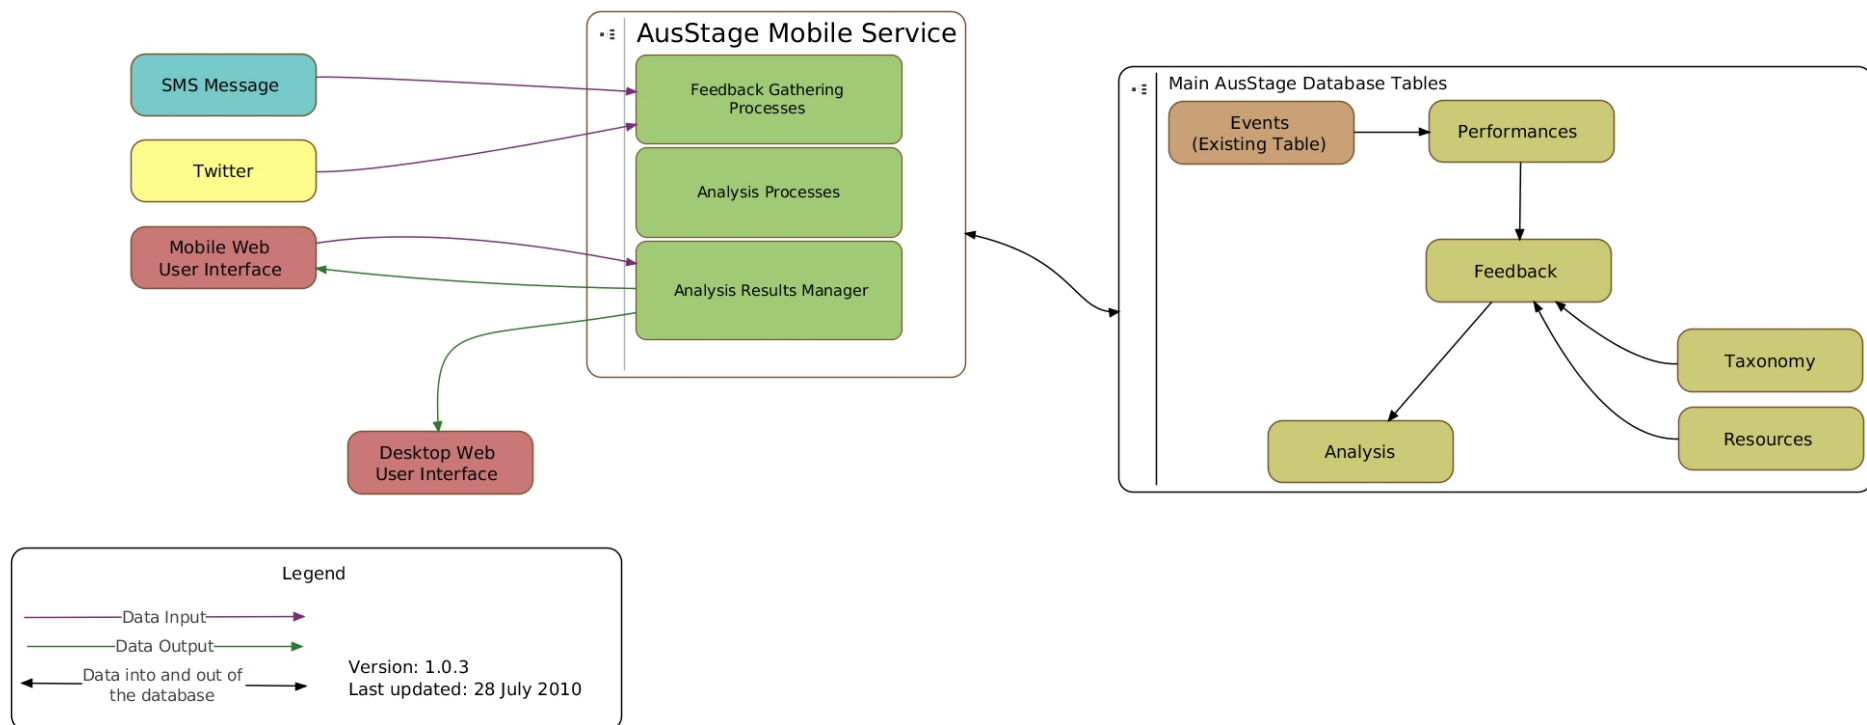 AusStage Mobile Service
SMS Message
Feedback Gathering
Processes
Twitter
Analysis Processes
Mobile Web
User Interface
Analysis Results Manager
Desktop Web
User Interface
Main AusStage Database Tables
Events
(Existing Table)
Performances
Feedback
Taxonomy
Resources
Analysis
Legend
Data Input
Data Output
Data into and out of
the database
Version: 1.0.3
Last updated: 28 July 2010